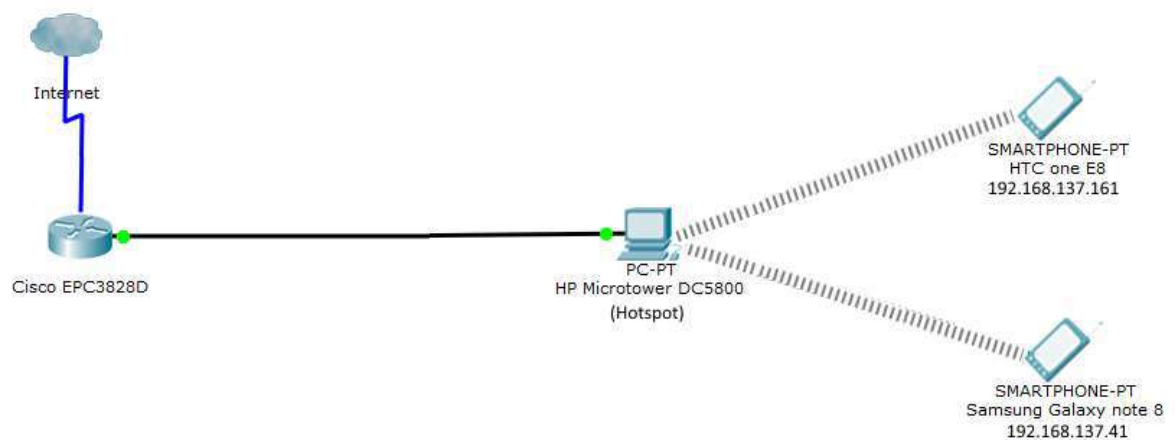 Internet
Cisco EPC3828D
PC-PT
HP Microtower DC5800
(Hotspot)
SMARTPHONE-PT
HTC one E8
192.168.137.161
SMARTPHONE-PT
Samsung Galaxy note 8
192.168.137.41